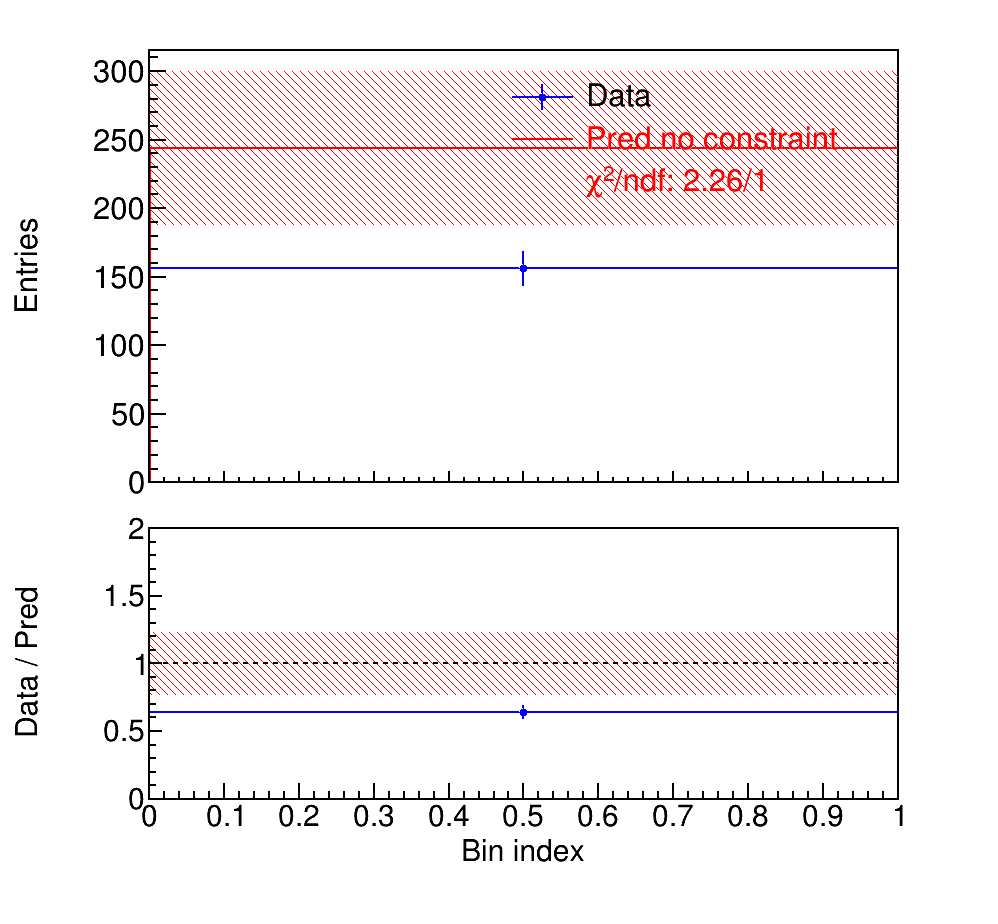 300
250
200
150
100
50
0
Entries
Data
Pred no constraint
χ²/ndf: 2.26/1
2
1.5
1
0.5
0
Data / Pred
0 0.1 0.2 0.3 0.4 0.5 0.6 0.7 0.8 0.9 1
Bin index